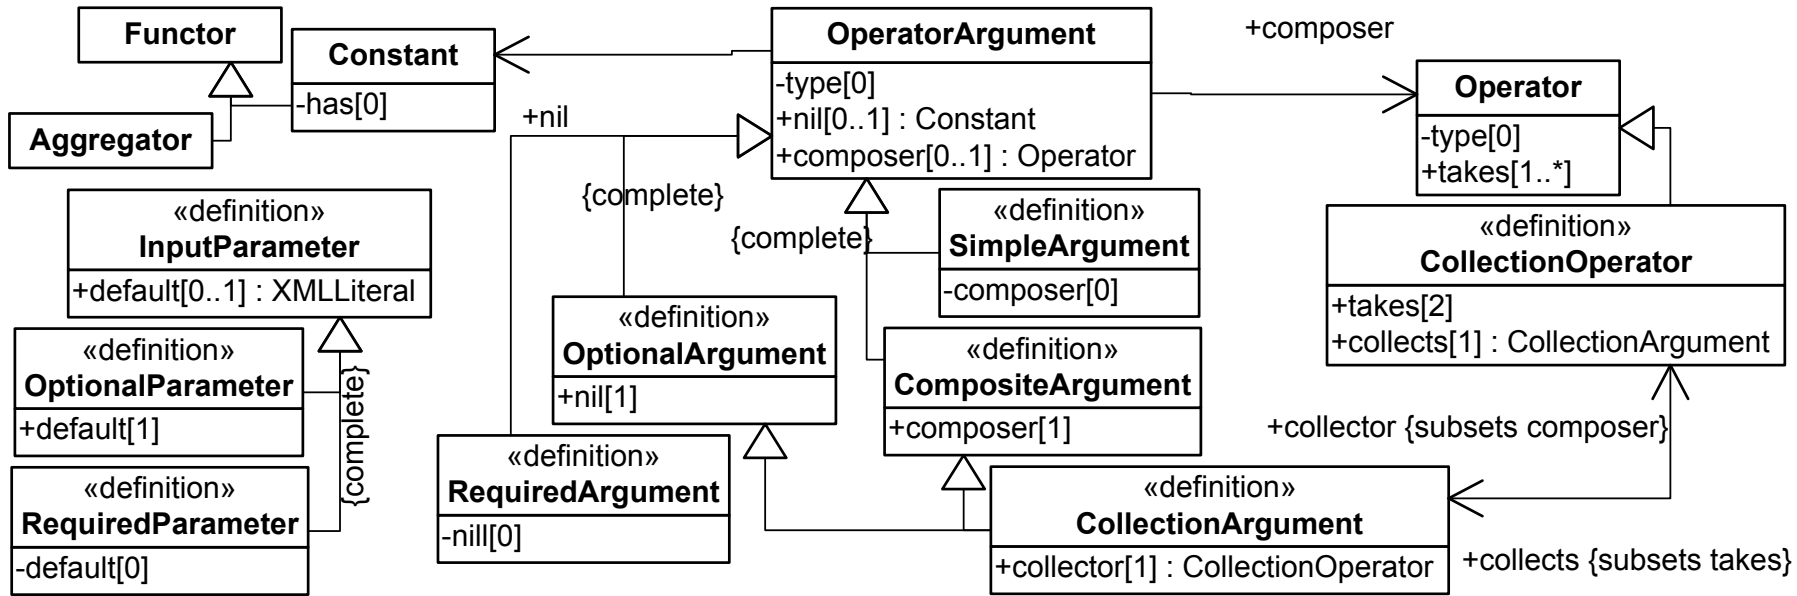 Functor
Constant
-has[0]
Aggregator
OperatorArgument
-type[0]
+nil[0..1] : Constant
+composer[0..1] : Operator
+composer
Operator
-type[0]
+takes[1..*]
+nil
{complete}
{complete}
«definition»
InputParameter
+default[0..1] : XMLLiteral
«definition»
OptionalParameter
+default[1]
{complete}
«definition»
RequiredParameter
-default[0]
«definition»
SimpleArgument
-composer[0]
«definition»
CollectionOperator
+takes[2]
+collects[1] : CollectionArgument
«definition»
OptionalArgument
+nil[1]
«definition»
CompositeArgument
+composer[1]
«definition»
RequiredArgument
-nill[0]
+collector {subsets composer}
«definition»
CollectionArgument
+collector[1] : CollectionOperator
+collects {subsets takes}